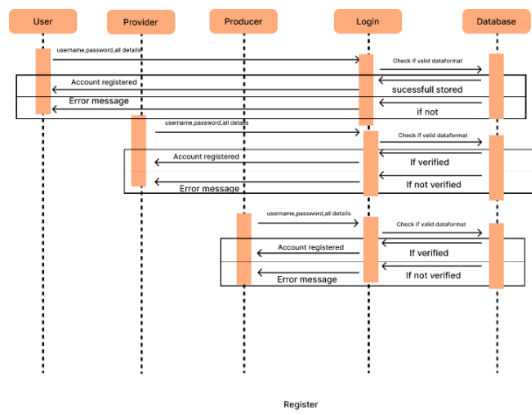 User
Provider
Producer
Login
Database
username,password,all details
Check if valid dataformat
Account registered
sucessfull stored
Error message
if not
username,password,all details
Check if valid dataformat
Account registered
If verified
Error message
If not verified
username,password,all details
Check if valid dataformat
Account registered
If verified
Error message
If not verified
Register